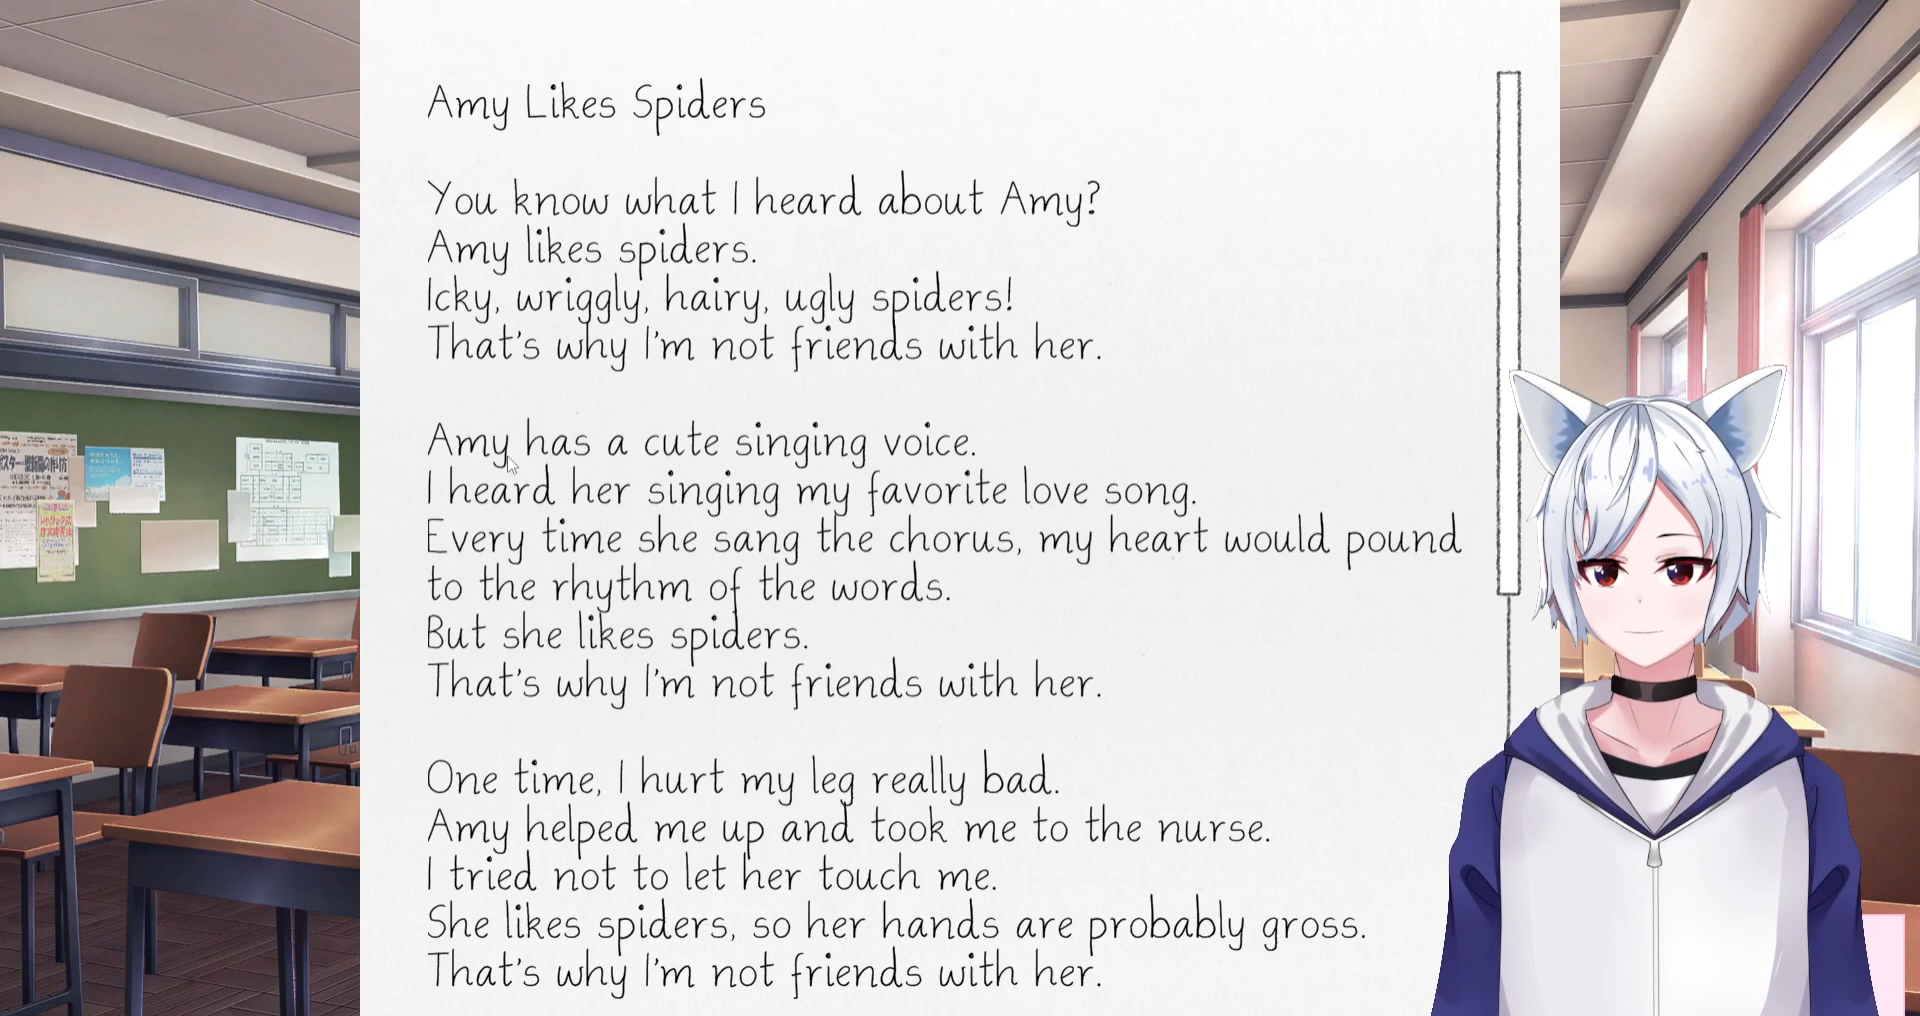 Amy Likes Spiders
You know what I heard about Amy?
Amy likes spiders.
Icky, wriggly, hairy, ugly spiders!
That's why I'm not friends with her.
Amy has a cute singing voice.
I heard her singing my favorite love song.
Every time she sang the chorus, my heart would pound
to the rhythm of the words.
But she likes spiders.
That's why I'm not friends with her.
One time, I hurt my leg really bad.
Amy helped me up and took me to the nurse.
I tried not to let her touch me.
She likes spiders, so her hands are probably gross.
That's why I'm not friends with her.